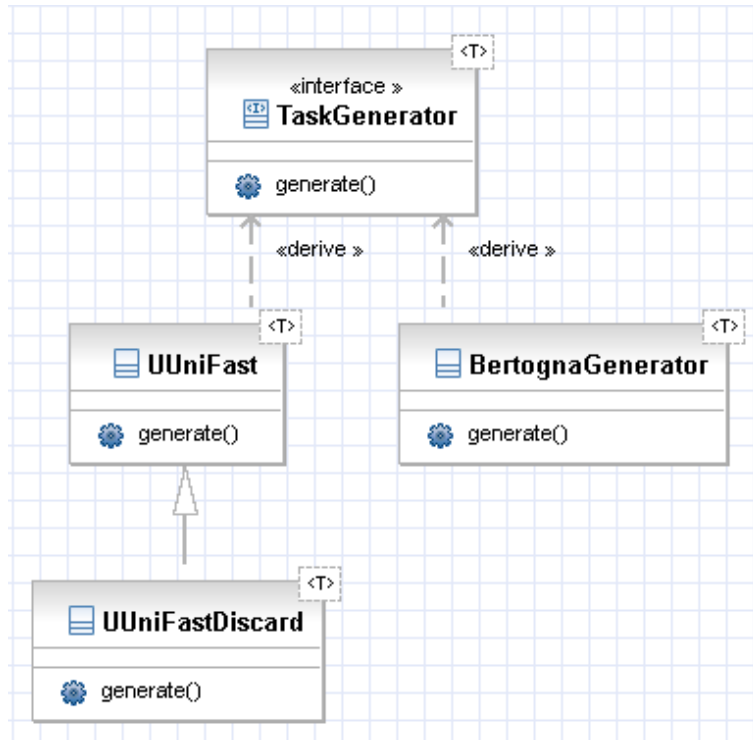 <T>
«interface »
TaskGenerator
generate()
«derive »
«derive »
<T>
UUniFast
generate()
<T>
BertognaGenerator
generate()
<T>
UUniFastDiscard
generate()